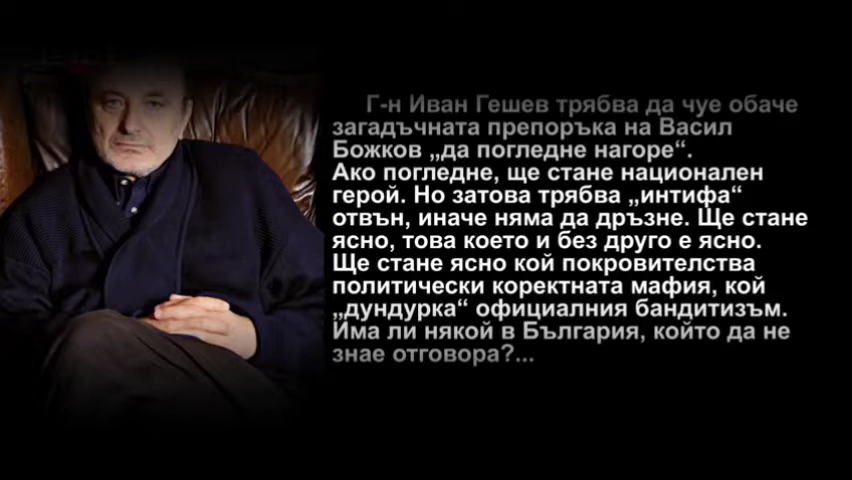 Г-н Иван Гешев трябва да чуе обаче
загадъчната препоръка на Васил
Божков „да погледне нагоре“.
Ако погледне, ще стане национален
герой. Но затова трябва „интифа“
отвън, иначе няма да дръзне. Ще стане
ясно, това което и без друго е ясно.
Ще стане ясно кой покровителства
политически коректната мафия, кой
„дундурка“ официалния бандитизъм.
Има ли някой в България, който да не
знае отговора?...